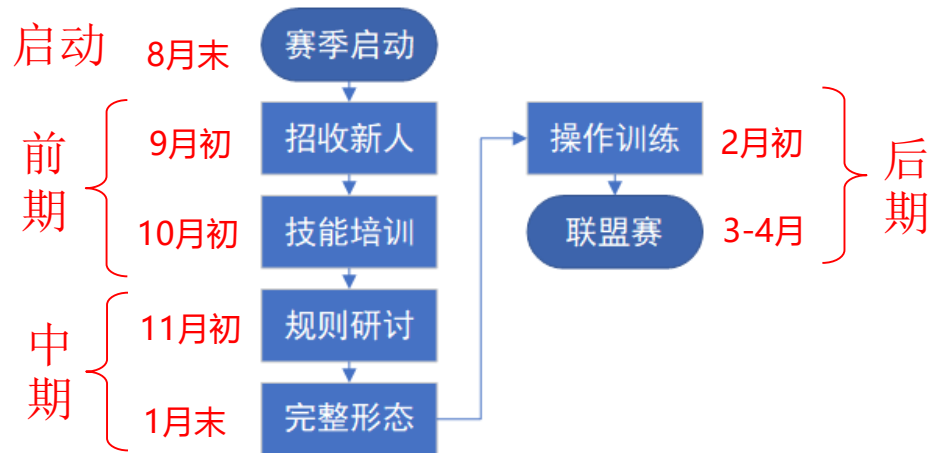 启动
8月末
赛季启动
前期
9月初
招收新人
10月初
技能培训
中期
11月初
规则研讨
1月末
完整形态
操作训练
2月初
后期
联盟赛
3-4月